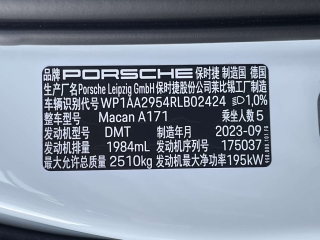 品牌 PORSCHE 保时捷 制造国 德国
生产厂名 Porsche Leipzig GmbH 保时捷股份公司莱比锡工厂制造
车辆识别代号 WP1AA2954RLB02424 ≤D 1,0%
整车型号 Macan A171 乘坐人数 5
发动机型号 DMT 制造年月 2023-09
发动机排量 1984mL 发动机序列号 175037
最大允许总质量 2510kg 发动机最大净功率 195kW